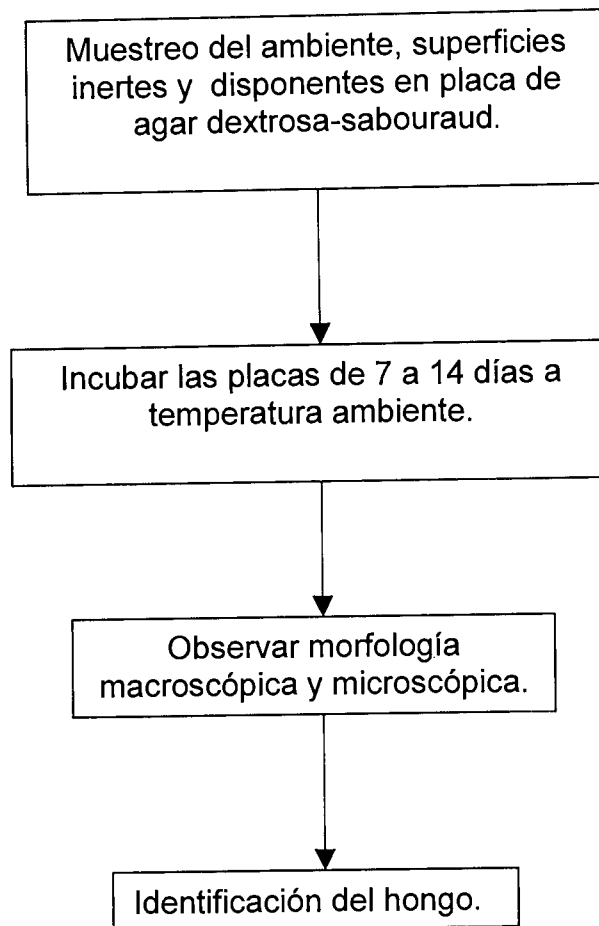 Muestreo del ambiente, superficies
inertes y disponentes en placa de
agar dextrosa-sabouraud.
Incubar las placas de 7 a 14 días a
temperatura ambiente.
Observar morfología
macroscópica y microscópica.
Identificación del hongo.